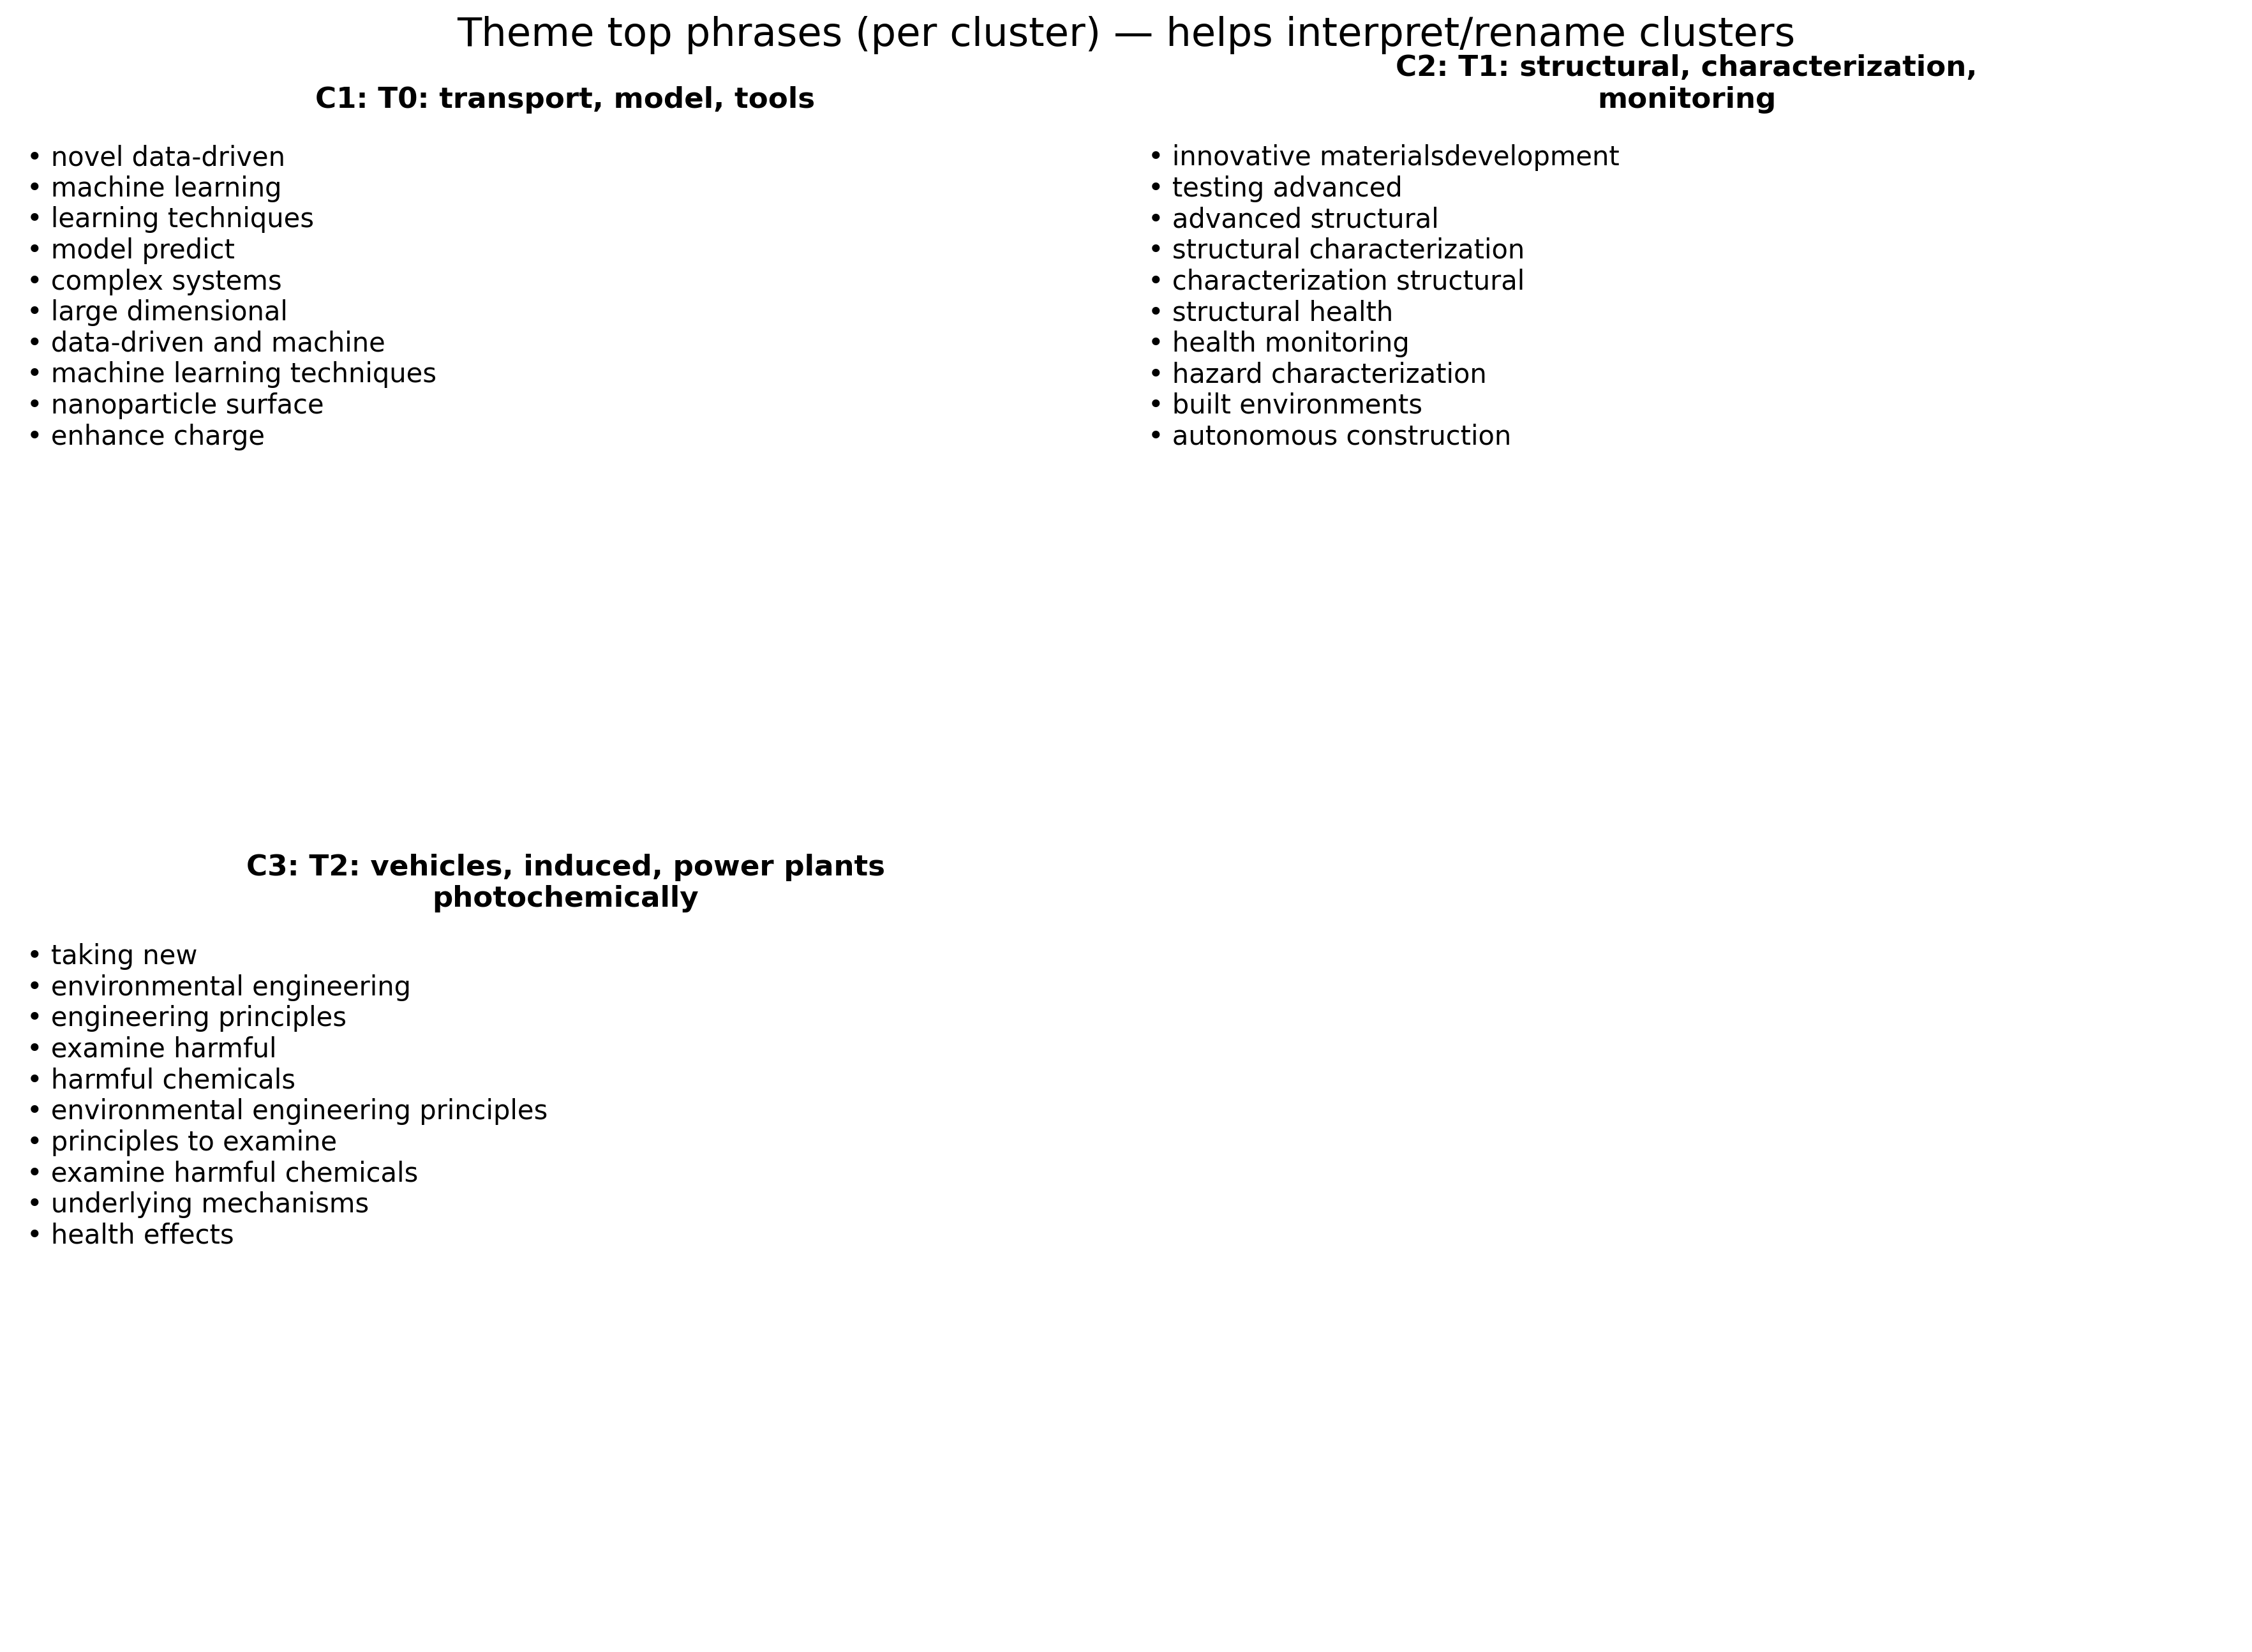 Theme top phrases (per cluster) — helps interpret/rename clusters
C1: T0: transport, model, tools
• novel data-driven
• machine learning
• learning techniques
• model predict
• complex systems
• large dimensional
• data-driven and machine
• machine learning techniques
• nanoparticle surface
• enhance charge
C2: T1: structural, characterization,
monitoring
• innovative materialsdevelopment
• testing advanced
• advanced structural
• structural characterization
• characterization structural
• structural health
• health monitoring
• hazard characterization
• built environments
• autonomous construction
C3: T2: vehicles, induced, power plants
photochemically
• taking new
• environmental engineering
• engineering principles
• examine harmful
• harmful chemicals
• environmental engineering principles
• principles to examine
• examine harmful chemicals
• underlying mechanisms
• health effects